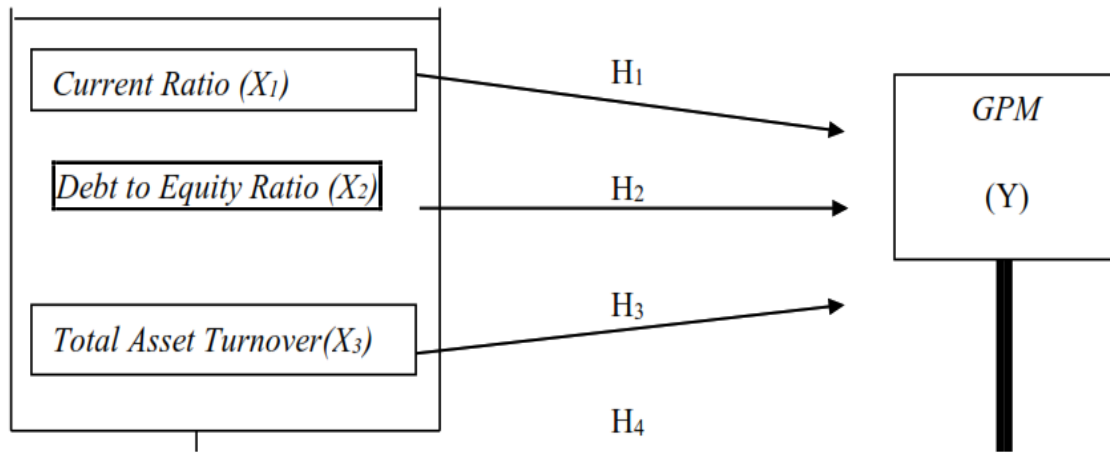 Current Ratio (X1)
H1
GPM
Debt to Equity Ratio (X2)
H2
(Y)
H3
Total Asset Turnover(X3)
H4